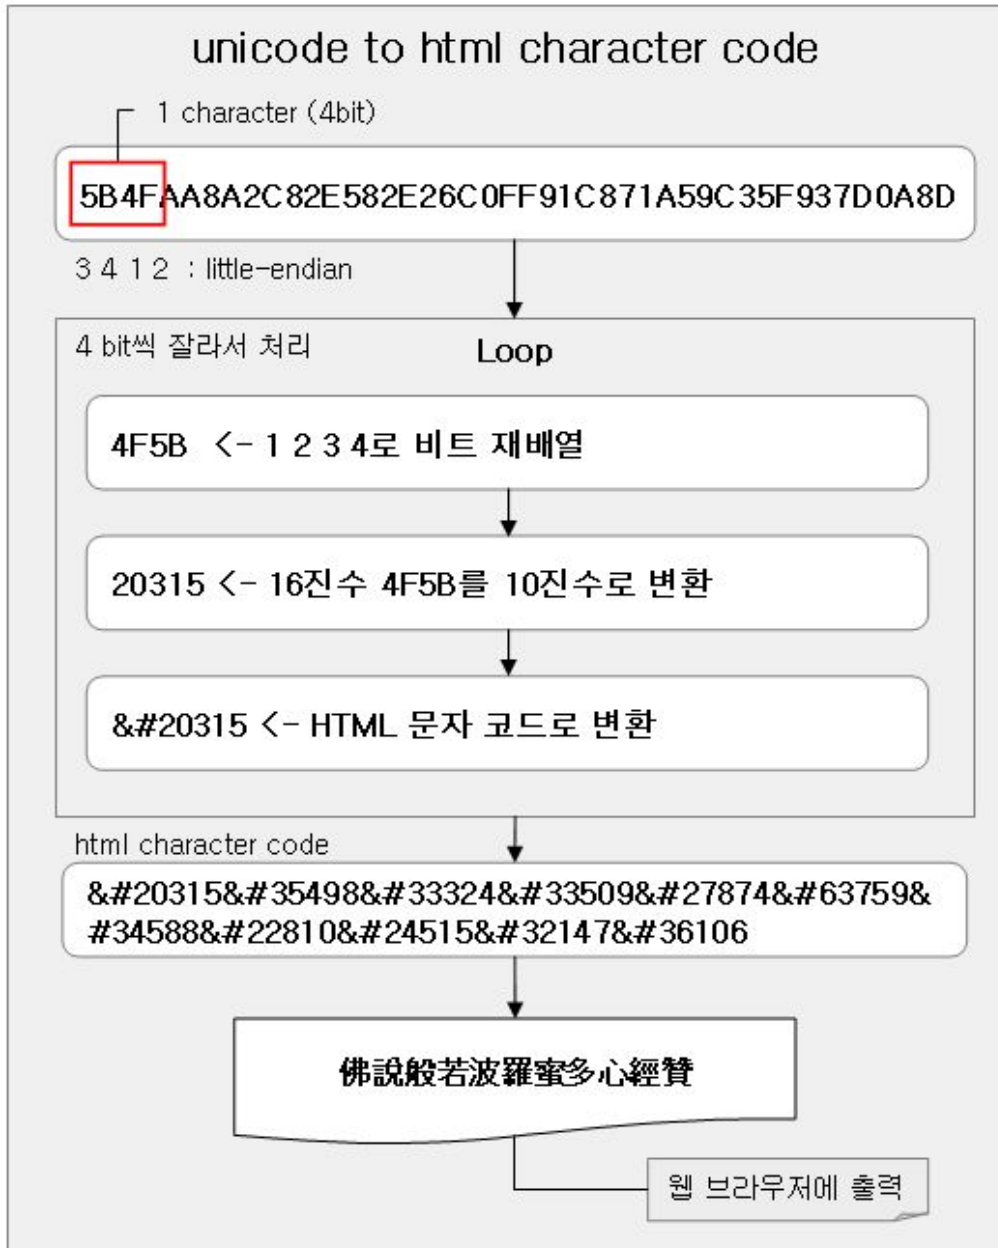 unicode to html character code
1 character (4bit)
5B4FAA8A2C82E582E26C0FF91C871A59C35F937D0A8D
3 4 1 2 : little-endian
4 bit씩 잘라서 처리
Loop
4F5B <- 1 2 3 4로 비트 재배열
20315 <- 16진수 4F5B를 10진수로 변환
&#20315 <- HTML 문자 코드로 변환
html character code
&#20315&#35498&#33324&#33509&#27874&#63759&
#34588&#22810&#24515&#32147&#36106
佛說般若波羅蜜多心經贊
웹 브라우저에 출력